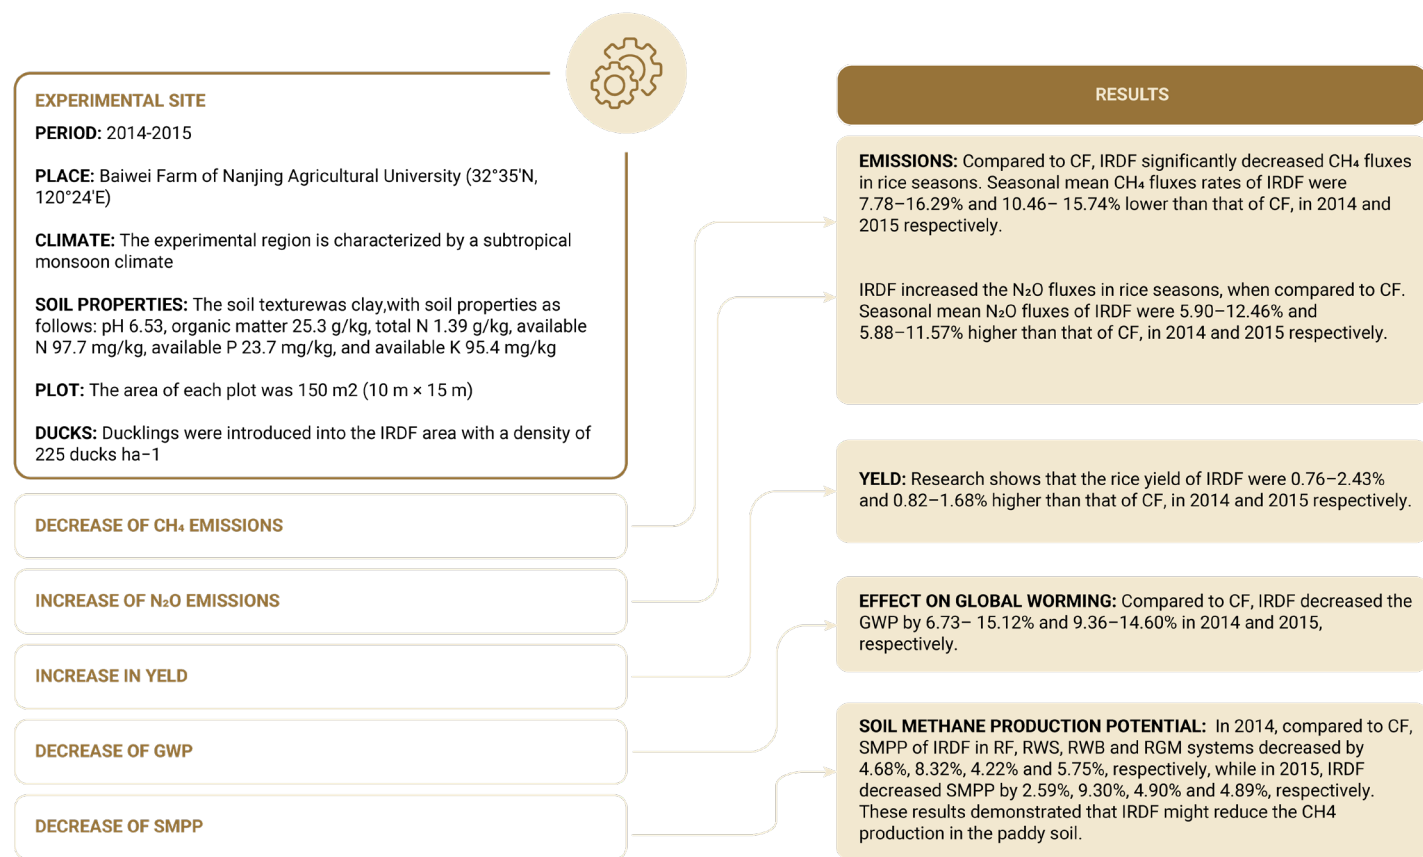 EXPERIMENTAL SITE
PERIOD: 2014-2015
PLACE: Baiwei Farm of Nanjing Agricultural University (32°35'N,
120°24'E)
CLIMATE: The experimental region is characterized by a subtropical
monsoon climate
SOIL PROPERTIES: The soil texturewas clay,with soil properties as
follows: pH 6.53, organic matter 25.3 g/kg, total N 1.39 g/kg, available
N 97.7 mg/kg, available P 23.7 mg/kg, and available K 95.4 mg/kg
PLOT: The area of each plot was 150 m2 (10 m × 15 m)
DUCKS: Ducklings were introduced into the IRDF area with a density of
225 ducks ha−1
DECREASE OF CH₄ EMISSIONS
INCREASE OF N₂O EMISSIONS
INCREASE IN YELD
DECREASE OF GWP
DECREASE OF SMPP
RESULTS
EMISSIONS: Compared to CF, IRDF significantly decreased CH₄ fluxes
in rice seasons. Seasonal mean CH₄ fluxes rates of IRDF were
7.78–16.29% and 10.46– 15.74% lower than that of CF, in 2014 and
2015 respectively.
IRDF increased the N₂O fluxes in rice seasons, when compared to CF.
Seasonal mean N₂O fluxes of IRDF were 5.90–12.46% and
5.88–11.57% higher than that of CF, in 2014 and 2015 respectively.
YELD: Research shows that the rice yield of IRDF were 0.76–2.43%
and 0.82–1.68% higher than that of CF, in 2014 and 2015 respectively.
EFFECT ON GLOBAL WORMING: Compared to CF, IRDF decreased the
GWP by 6.73– 15.12% and 9.36–14.60% in 2014 and 2015,
respectively.
SOIL METHANE PRODUCTION POTENTIAL: In 2014, compared to CF,
SMPP of IRDF in RF, RWS, RWB and RGM systems decreased by
4.68%, 8.32%, 4.22% and 5.75%, respectively, while in 2015, IRDF
decreased SMPP by 2.59%, 9.30%, 4.90% and 4.89%, respectively.
These results demonstrated that IRDF might reduce the CH4
production in the paddy soil.